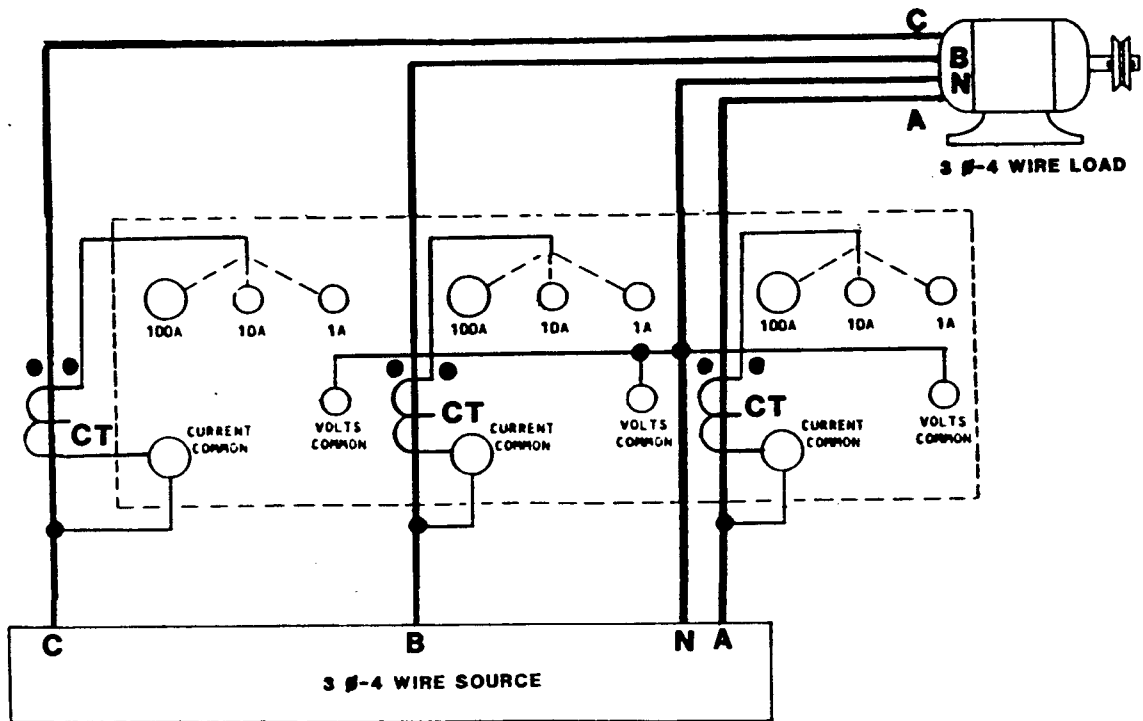 C
B
N
A
3 Ø-4 WIRE LOAD
100A 10A 1A
100A 10A 1A
100A 10A 1A
CT
CURRENT
COMMON
VOLTS
COMMON
CT
CURRENT
COMMON
VOLTS
COMMON
CT
CURRENT
COMMON
VOLTS
COMMON
C B N A
3 Ø-4 WIRE SOURCE